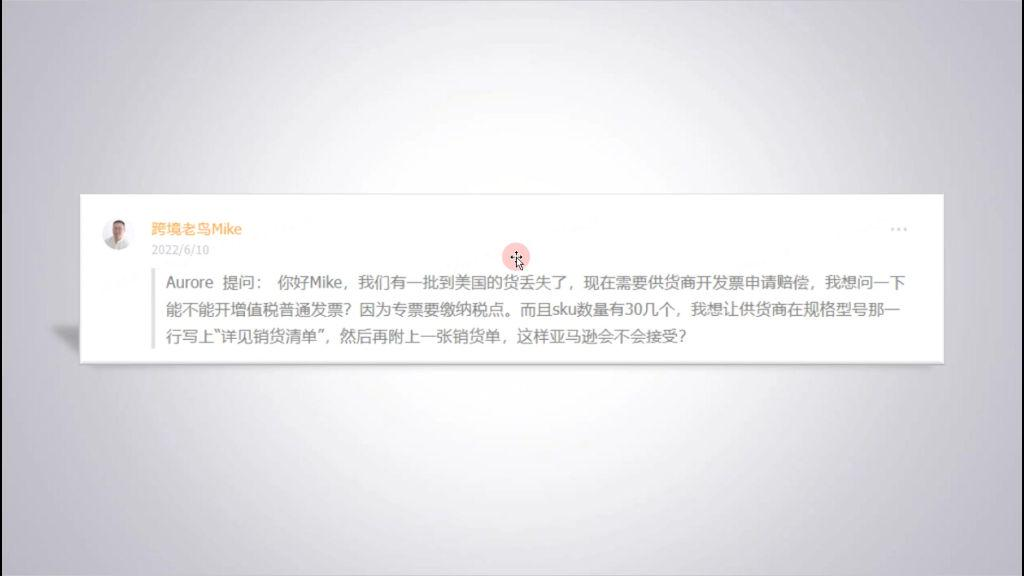 跨境老鸟Mike
2022/6/10
Aurore 提问： 你好Mike，我们有一批到美国的货丢失了，现在需要供货商开发票申请赔偿，我想问一下
能不能开增值税普通发票？因为专票要缴纳税点。而且sku数量有30几个，我想让供货商在规格型号那一
行写上“详见销货清单”，然后再附上一张销货单，这样亚马逊会不会接受？